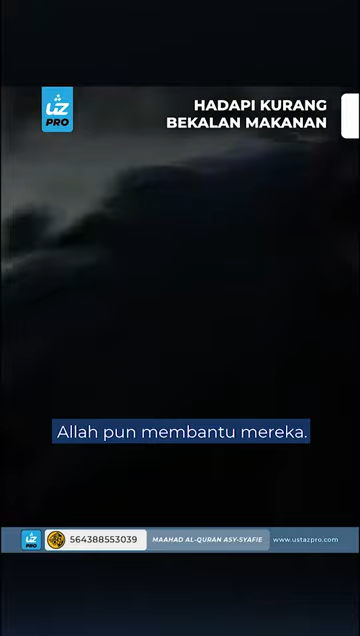 UZ
PRO
HADAPI KURANG
BEKALAN MAKANAN
Allah pun membantu mereka.
UZ
PRO
564388553039
MAAHAD AL-QURAN ASY-SYAFIE
www.ustazpro.com